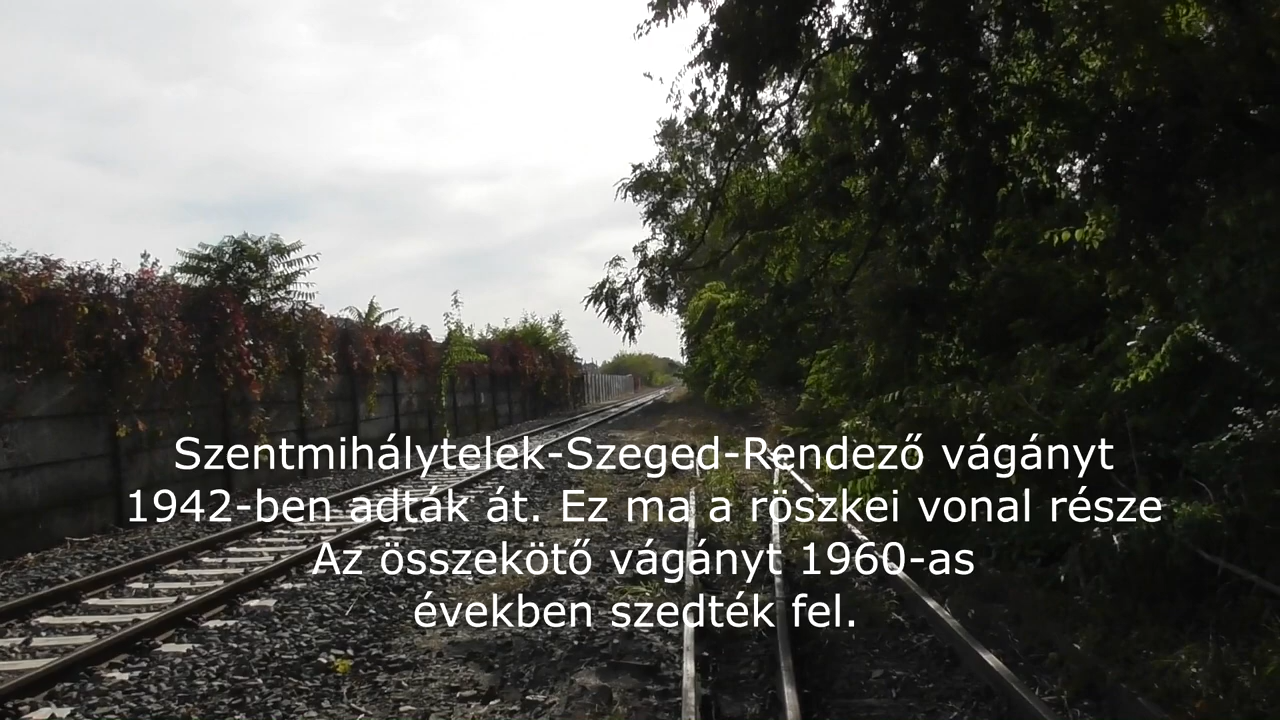 Szentmihálytelek-Szeged-Rendező vágányt
1942-ben adták át. Ez ma a röszkei vonal része
Az összekötő vágányt 1960-as
években szedték fel.